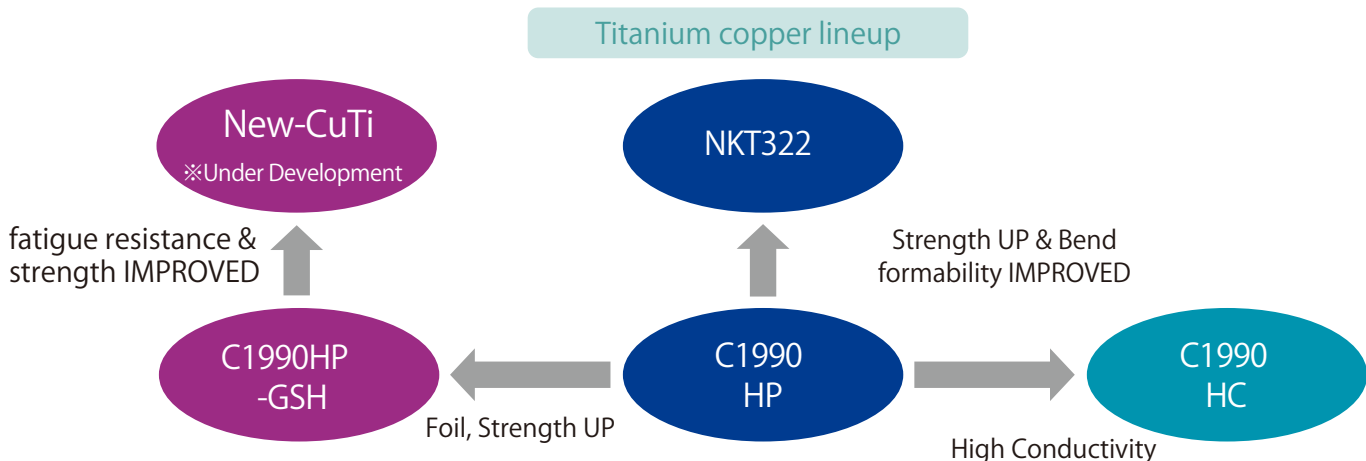 Titanium copper lineup
New-CuTi
※Under Development
NKT322
fatigue resistance &
strength IMPROVED
Strength UP & Bend
formability IMPROVED
C1990HP
-GSH
C1990
HP
C1990
HC
Foil, Strength UP
High Conductivity